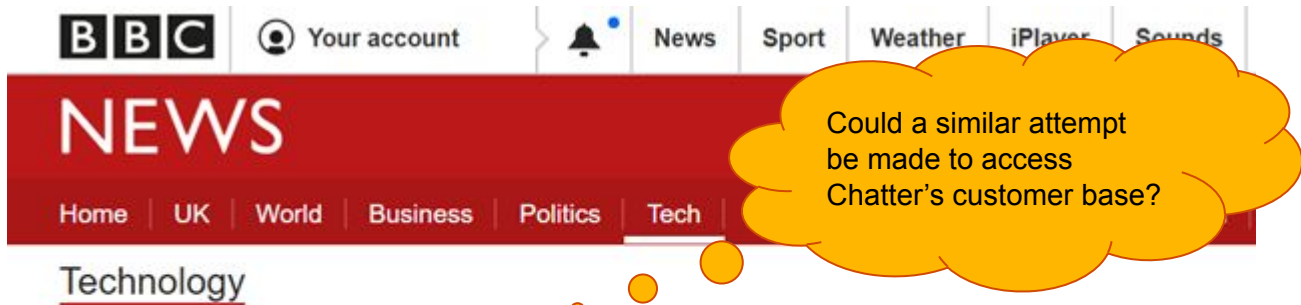 BBC Your account News Sport Weather iPlayer Sounds
NEWS
Could a similar attempt
be made to access
Chatter's customer base?
Home UK World Business Politics Tech
Technology